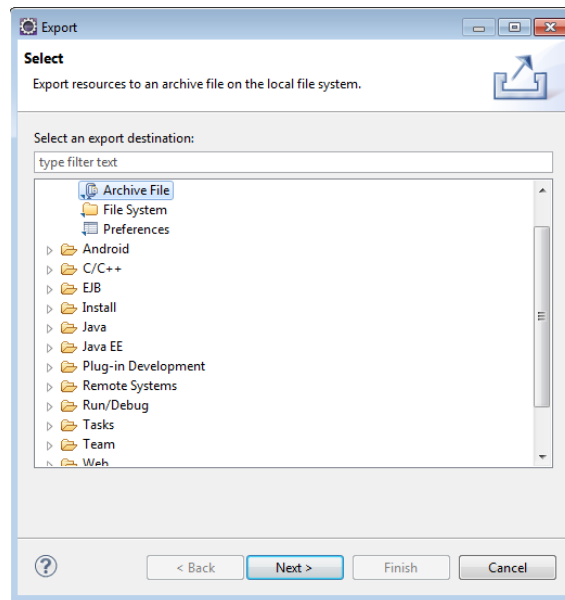 Export
Select
Export resources to an archive file on the local file system.
Select an export destination:
type filter text
Archive File
File System
Preferences
Android
C/C++
EJB
Install
Java
Java EE
Plug-in Development
Remote Systems
Run/Debug
Tasks
Team
Web
? < Back Next > Finish Cancel